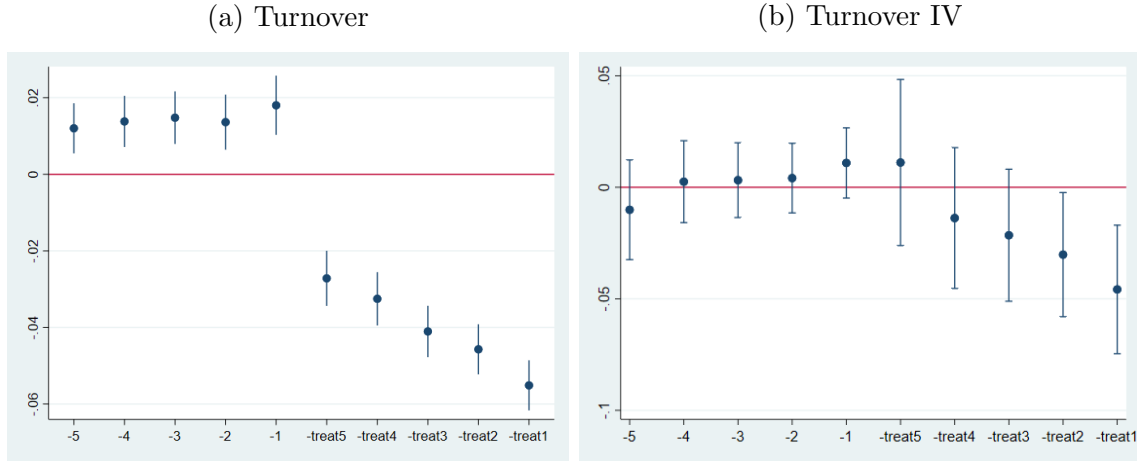 (a) Turnover
(b) Turnover IV
.02
0
-.02
-.04
-.06
-5 -4 -3 -2 -1 -treat5 -treat4 -treat3 -treat2 -treat1
.05
0
-.05
-.1
-5 -4 -3 -2 -1 -treat5 -treat4 -treat3 -treat2 -treat1